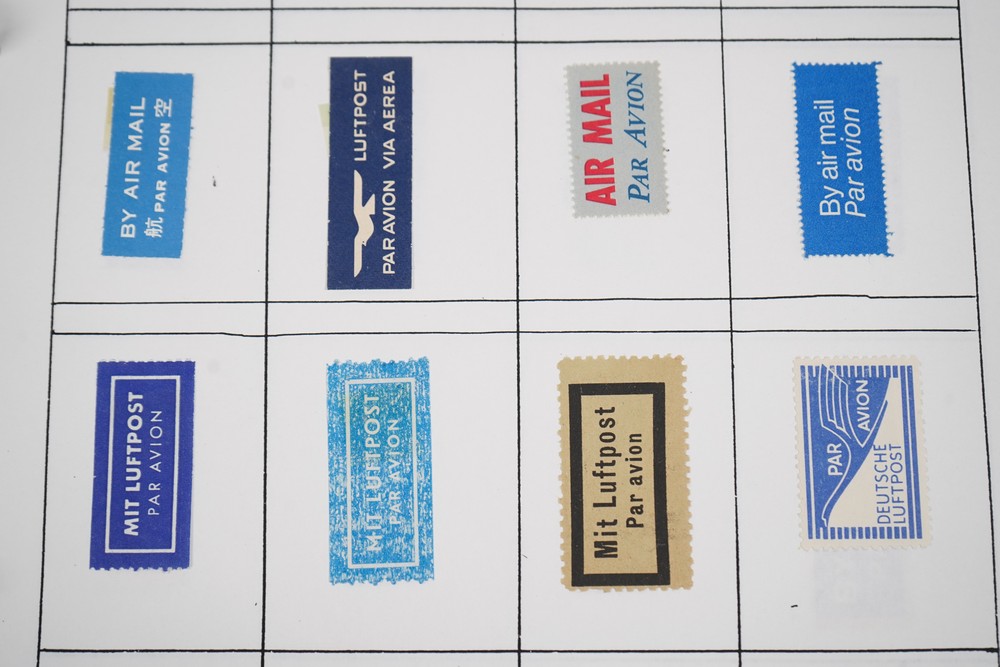 BY AIR MAIL
航 PAR AVION 空
LUFTPOST
PAR AVION VIA AEREA
AIR MAIL
PAR AVION
By air mail
Par avion
MIT LUFTPOST
PAR AVION
MIT LUFTPOST
PAR AVION
Mit Luftpost
Par avion
PAR
AVION
DEUTSCHE
LUFTPOST